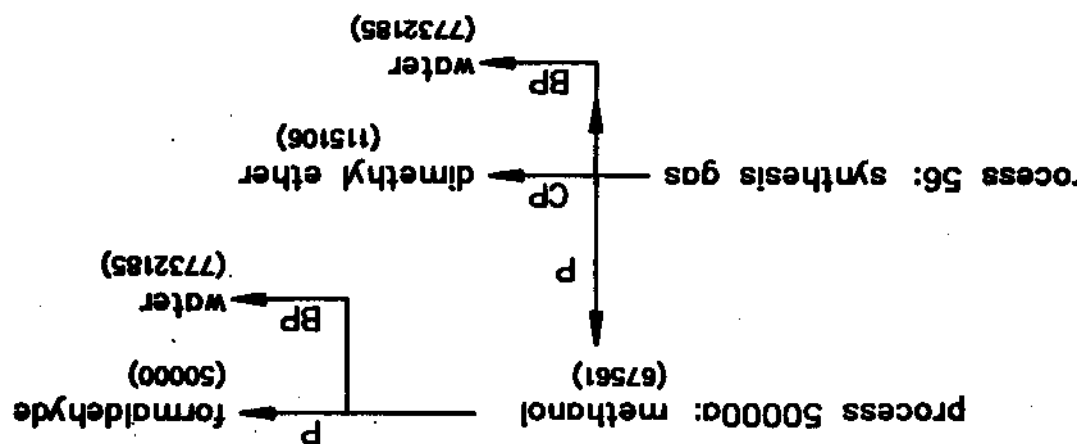 P
process 50000a: methanol formaldehyde
(67561) (50000)
BP
water
(7732185)
P
CP
rocess 56: synthesis gas dimethyl ether
(115106)
BP
water
(7732185)